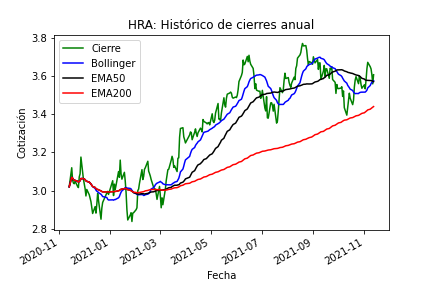 HRA: Histórico de cierres anual
Cierre
Bollinger
EMA50
EMA200
Cotización
3.8
3.6
3.4
3.2
3.0
2.8
2020-11
2021-01
2021-03
2021-05
2021-07
2021-09
2021-11
Fecha